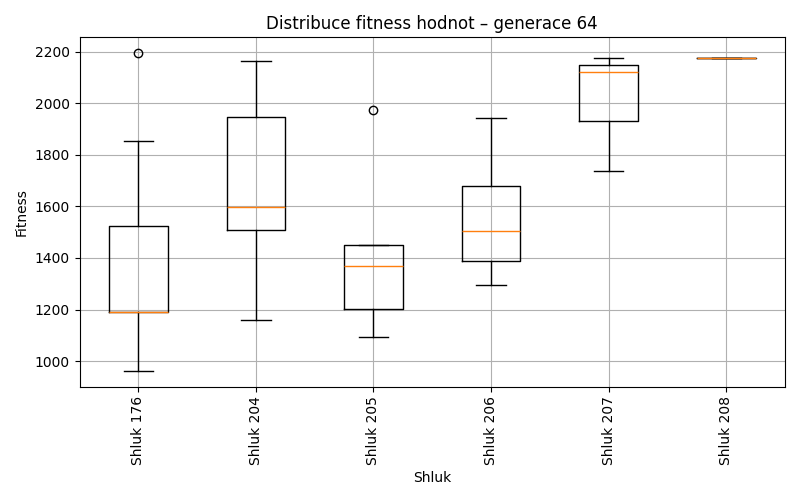 Distribuce fitness hodnot – generace 64
Fitness
2200
2000
1800
1600
1400
1200
1000
Shluk 176
Shluk 204
Shluk 205
Shluk 206
Shluk 207
Shluk 208
Shluk